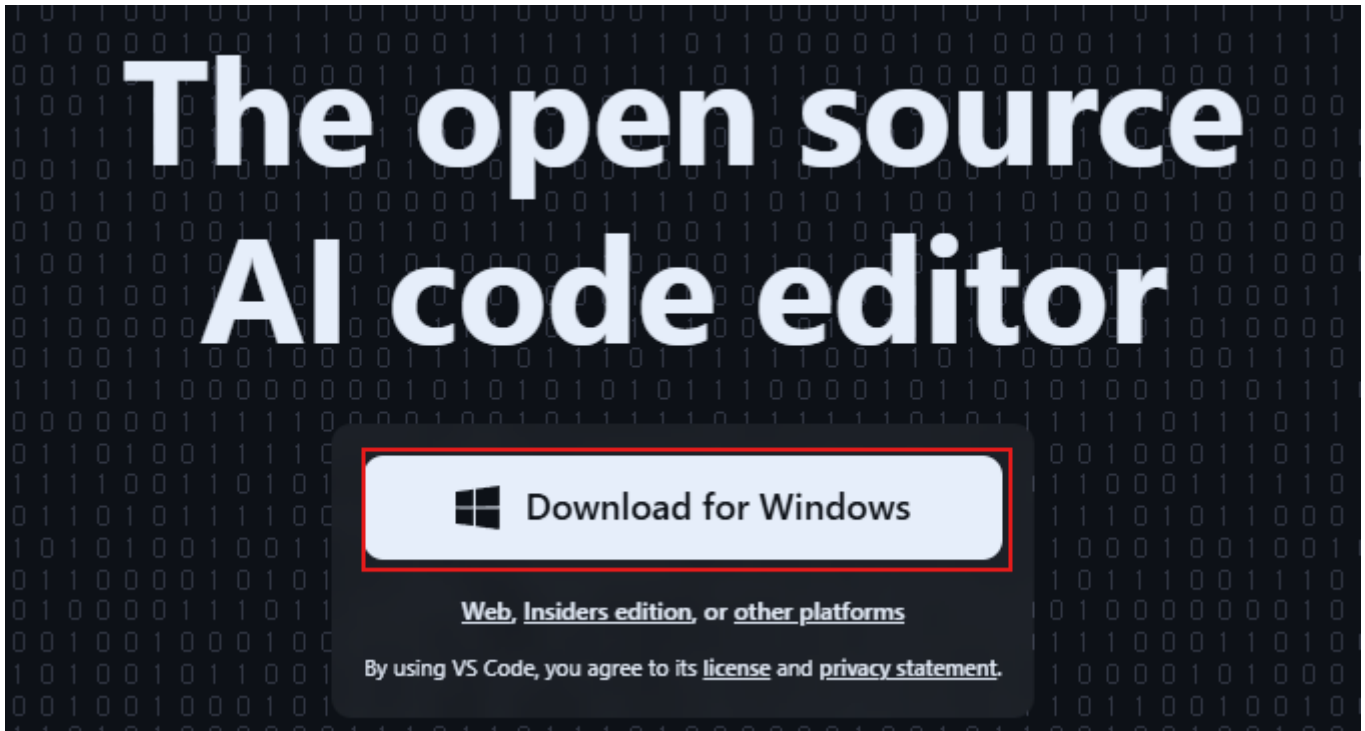 The open source
AI code editor
Download for Windows
Web, Insiders edition, or other platforms
By using VS Code, you agree to its license and privacy statement.